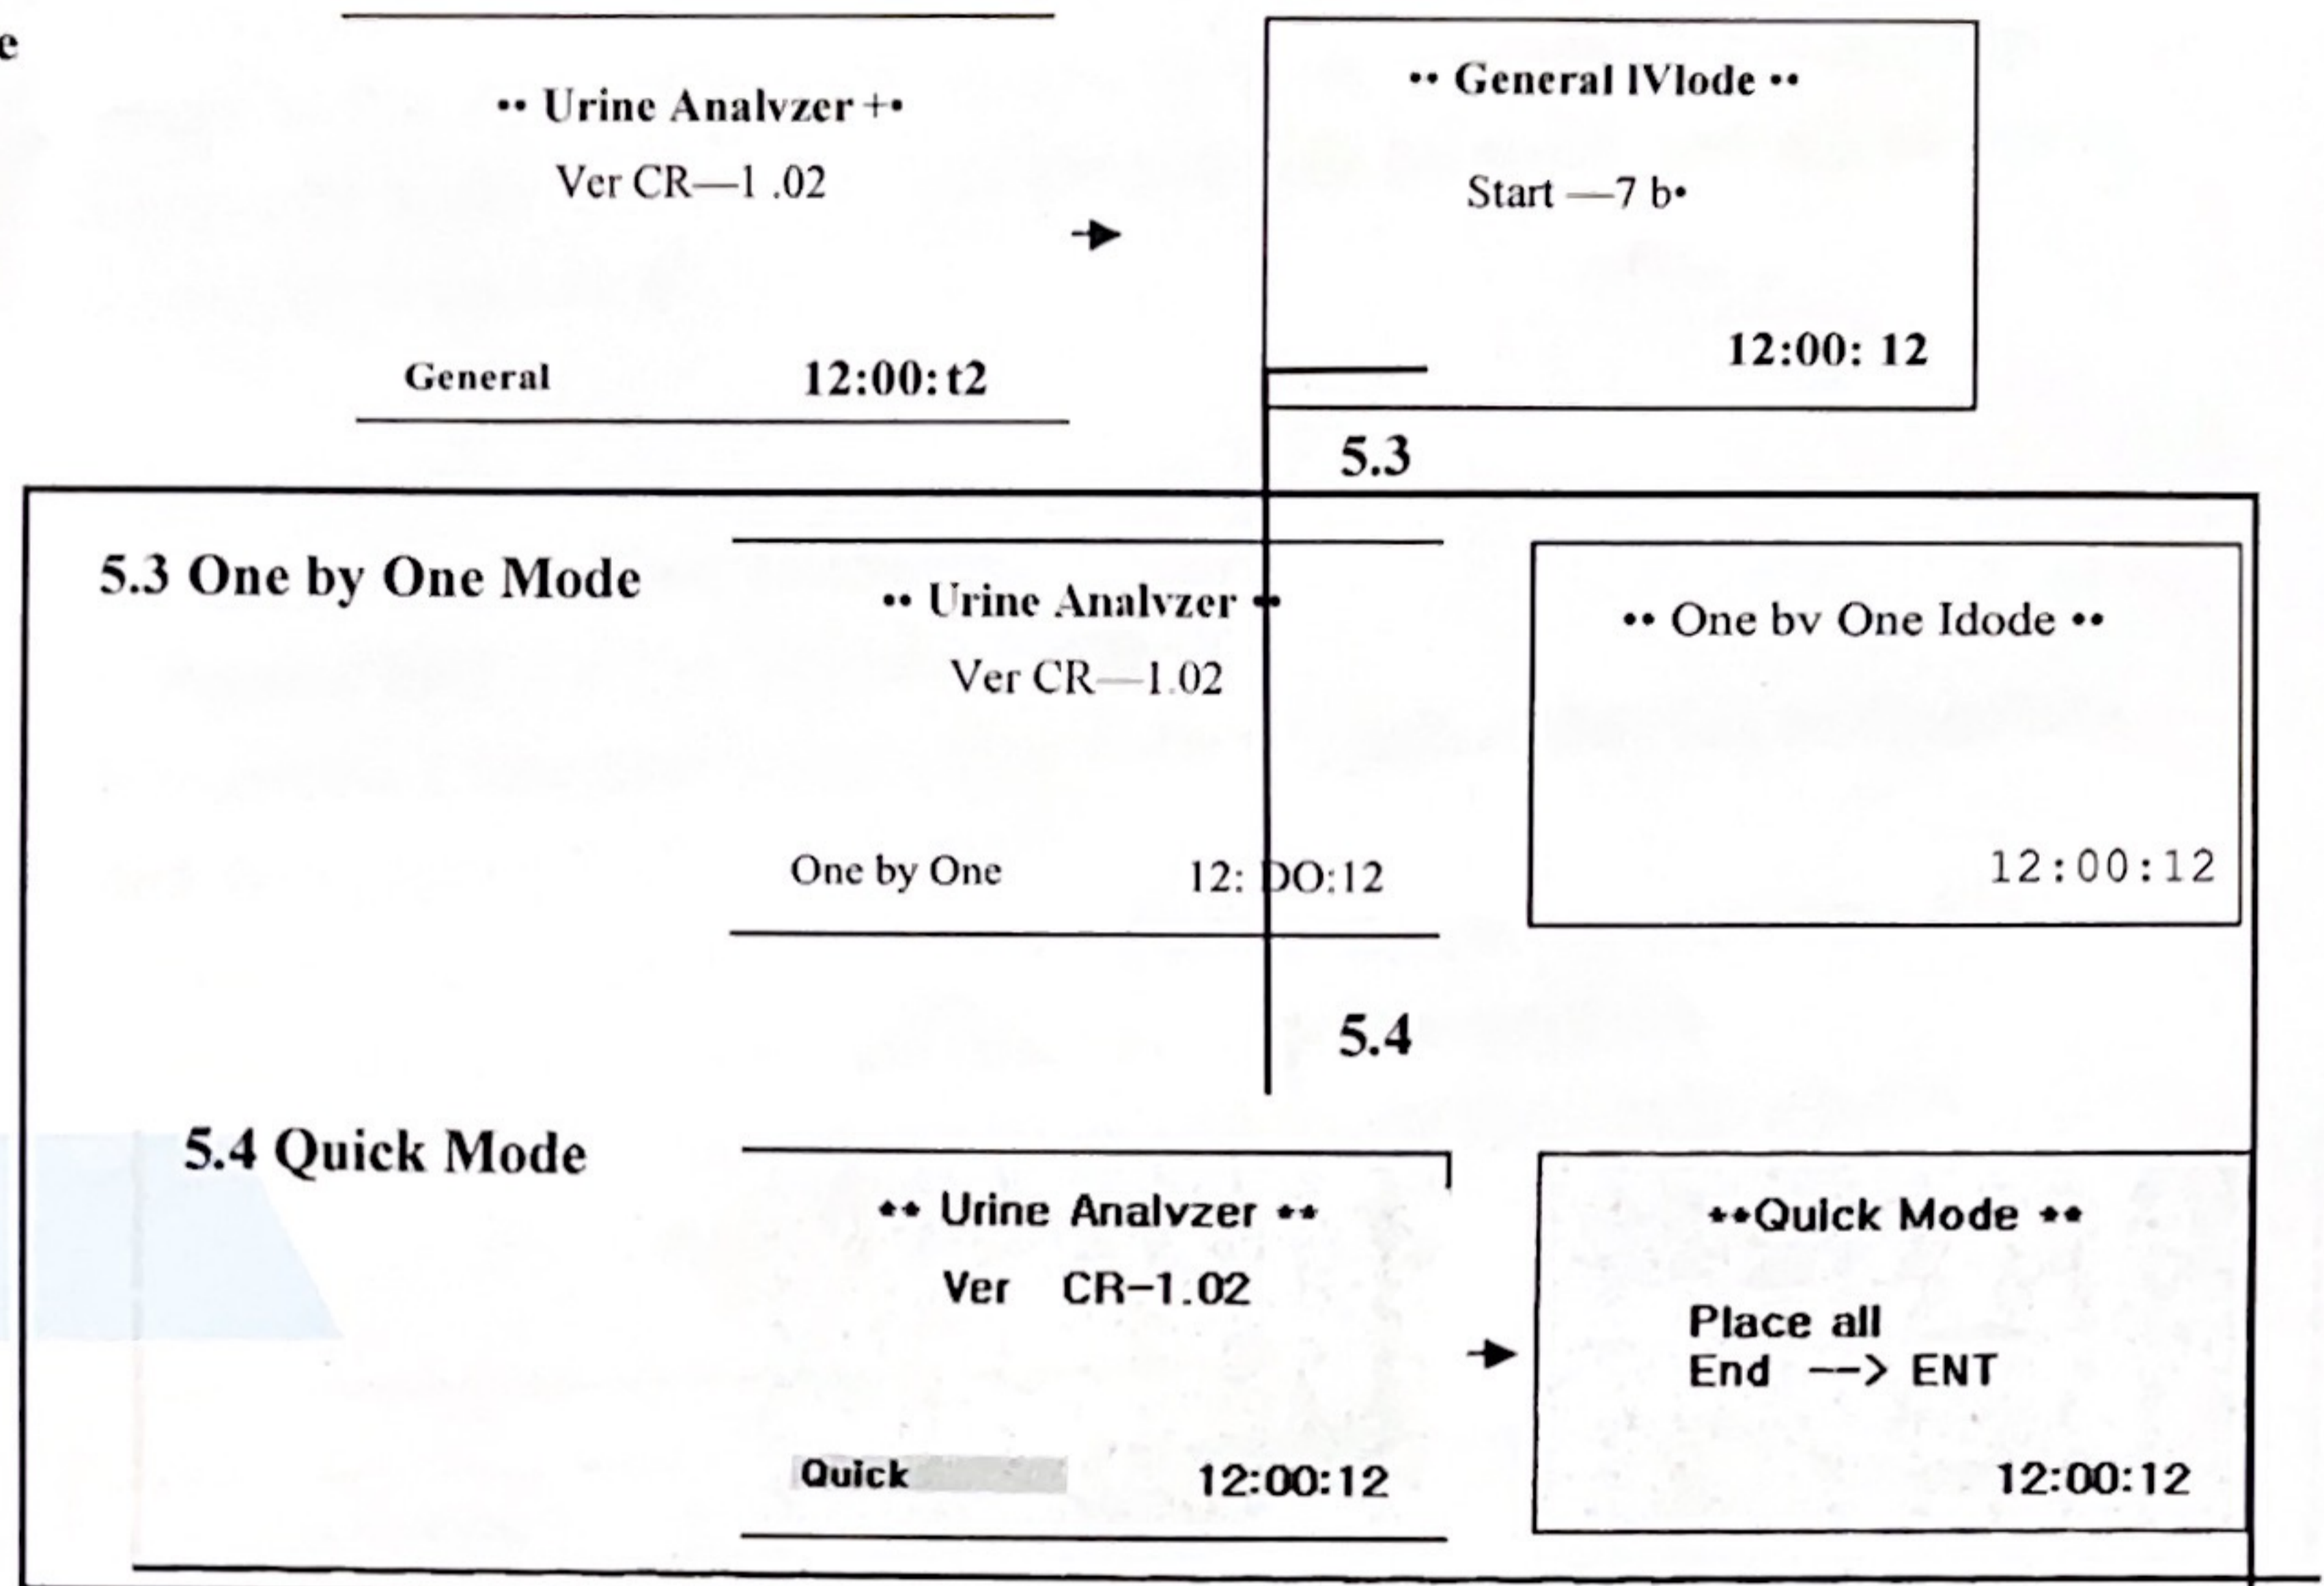 e
•• Urine Analvzer +•
Ver CR—1 .02
General 12:00: t2
•• General lVlode ••
Start —7 b•
12:00: 12
5.3
5.3 One by One Mode
•• Urine Analvzer ••
Ver CR—1.02
One by One 12: DO:12
•• One bv One Idode ••
12:00:12
5.4
5.4 Quick Mode
** Urine Analvzer **
Ver CR-1.02
Quick 12:00:12
**Quick Mode **
Place all
End --> ENT
12:00:12